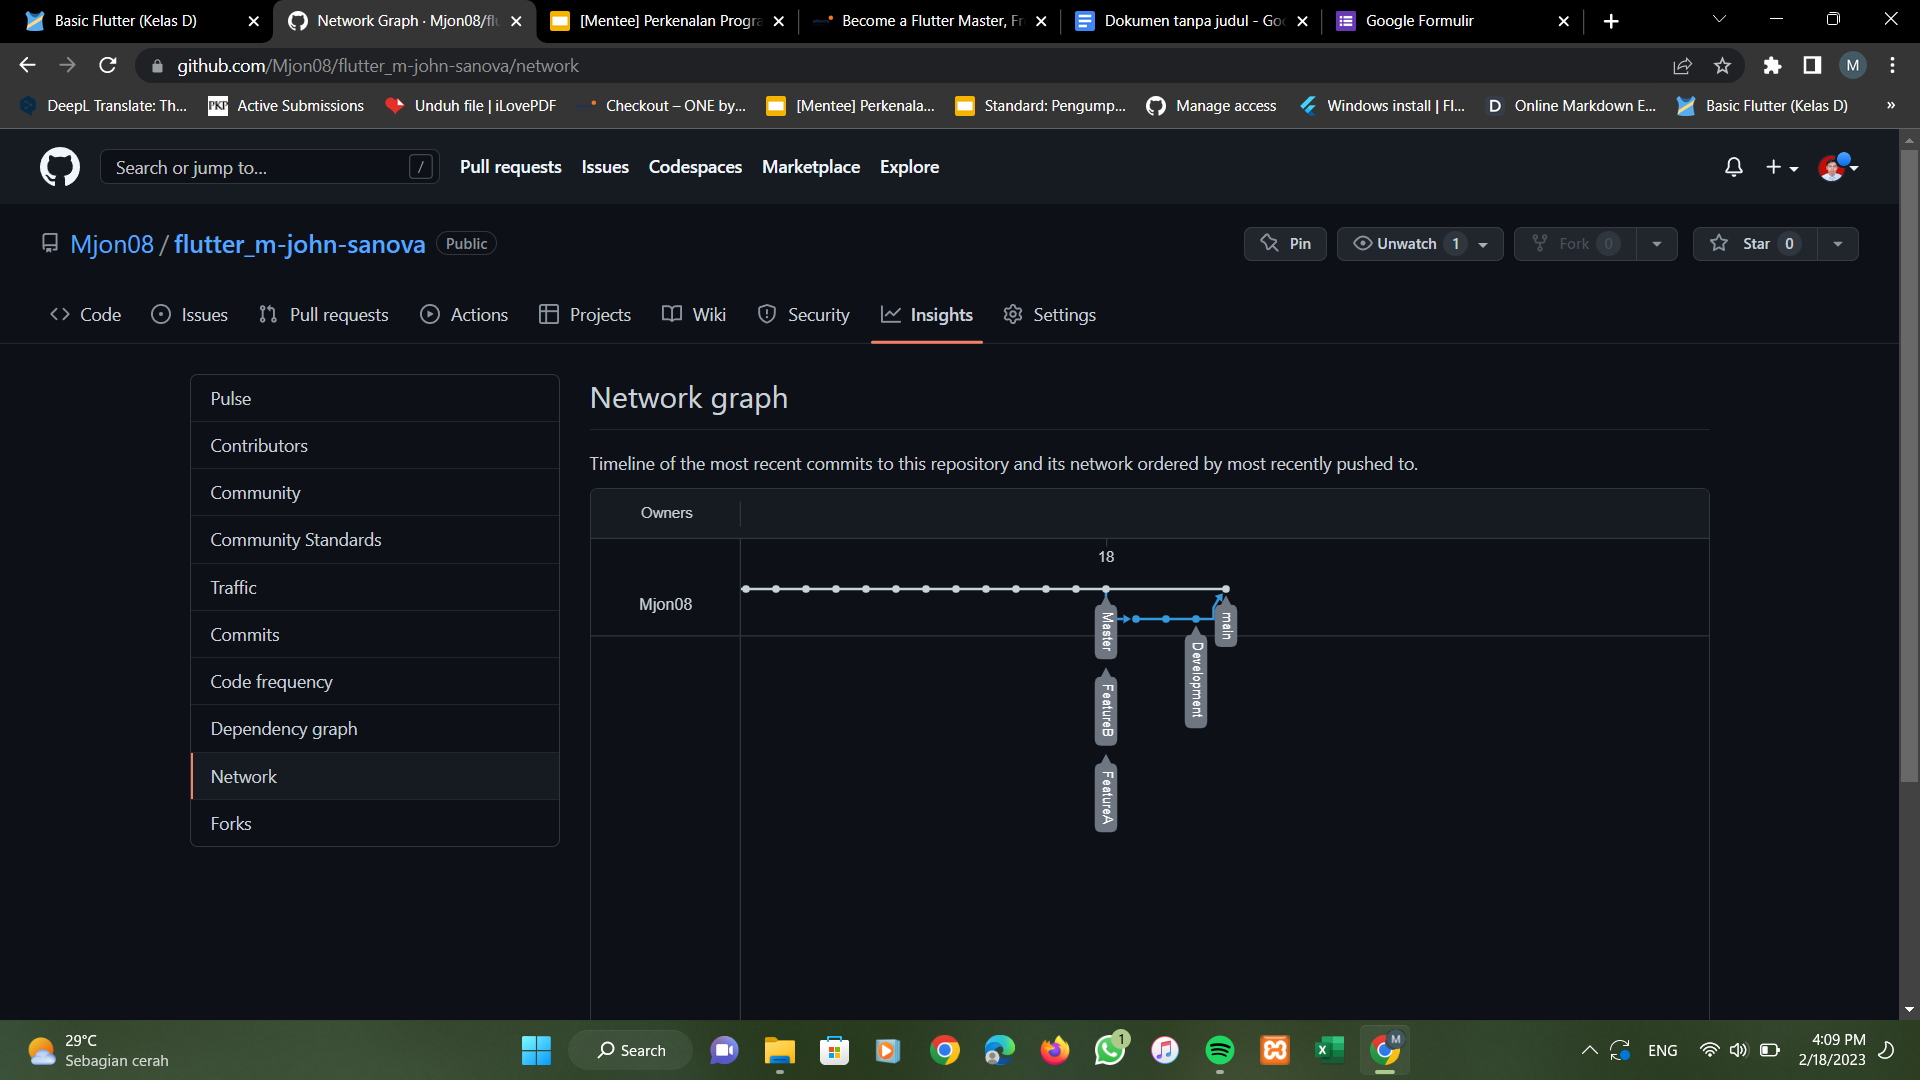 Basic Flutter (Kelas D)
Network Graph · Mjon08/flu
[Mentee] Perkenalan Progra
Become a Flutter Master, Fr
Dokumen tanpa judul - Goo
Google Formulir
github.com/Mjon08/flutter_m-john-sanova/network
M
DeepL Translate: Th...
PKP
Active Submissions
Unduh file | iLovePDF
Checkout – ONE by...
[Mentee] Perkenala...
Standard: Pengump...
Manage access
Windows install | Fl...
D
Online Markdown E...
Basic Flutter (Kelas D)
»
Search or jump to...
/
Pull requests
Issues
Codespaces
Marketplace
Explore
Mjon08 / flutter_m-john-sanova
Public
Pin
Unwatch 1
Fork 0
Star 0
Code
Issues
Pull requests
Actions
Projects
Wiki
Security
Insights
Settings
Pulse
Contributors
Community
Community Standards
Traffic
Commits
Code frequency
Dependency graph
Network
Forks
Network graph
Timeline of the most recent commits to this repository and its network ordered by most recently pushed to.
Owners
18
Mjon08
Master
main
Development
FeatureB
FeatureA
29°C
Sebagian cerah
Search
1
M
ENG
4:09 PM
2/18/2023